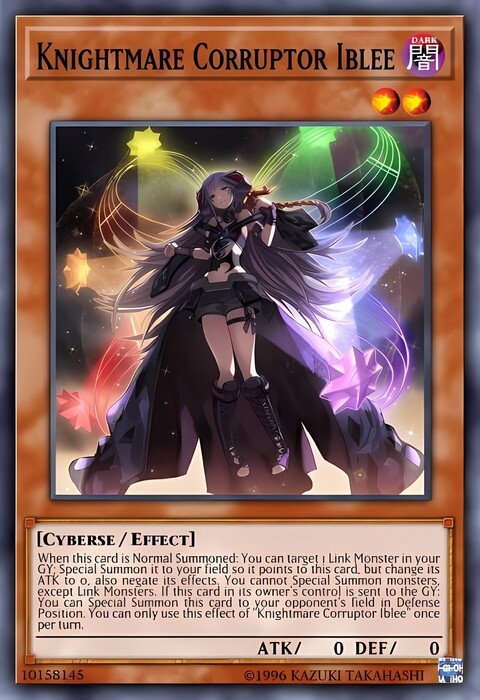 KNIGHTMARE CORRUPTOR IBLEE
DARK
闇
[CYBERSE / EFFECT]
When this card is Normal Summoned: You can target 1 Link Monster in your
GY; Special Summon it to your field so it points to this card, but change its
ATK to 0, also negate its effects. You cannot Special Summon monsters,
except Link Monsters. If this card in its owner's control is sent to the GY:
You can Special Summon this card to your opponent's field in Defense
Position. You can only use this effect of "Knightmare Corruptor Iblee" once
per turn.
ATK/ 0 DEF/ 0
10158145
©1996 KAZUKI TAKAHASHI